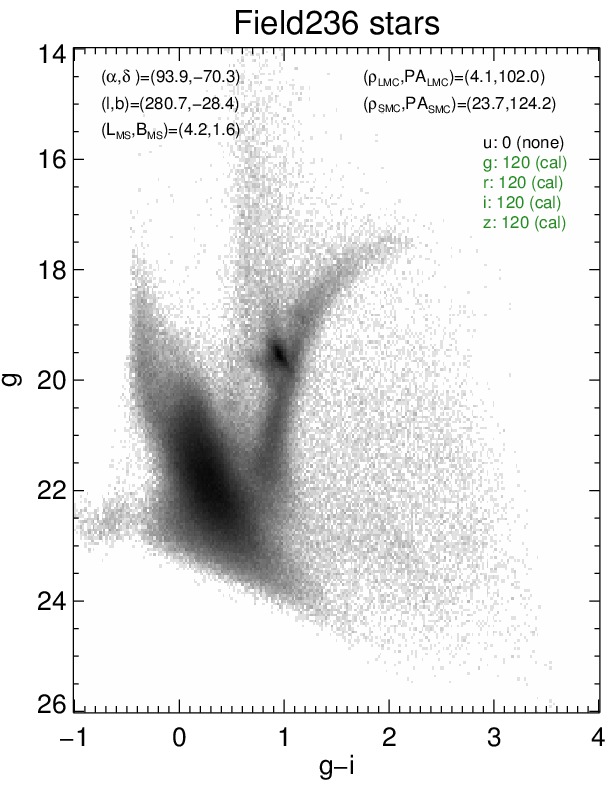 Field236 stars
(α,δ )=(93.9,−70.3)
(l,b)=(280.7,−28.4)
(LMS,BMS)=(4.2,1.6)
(ρLMC,PALMC)=(4.1,102.0)
(ρSMC,PASMC)=(23.7,124.2)
u: 0 (none)
g: 120 (cal)
r: 120 (cal)
i: 120 (cal)
z: 120 (cal)
14
16
18
20
22
24
26
g
−1 0 1 2 3 4
g−i